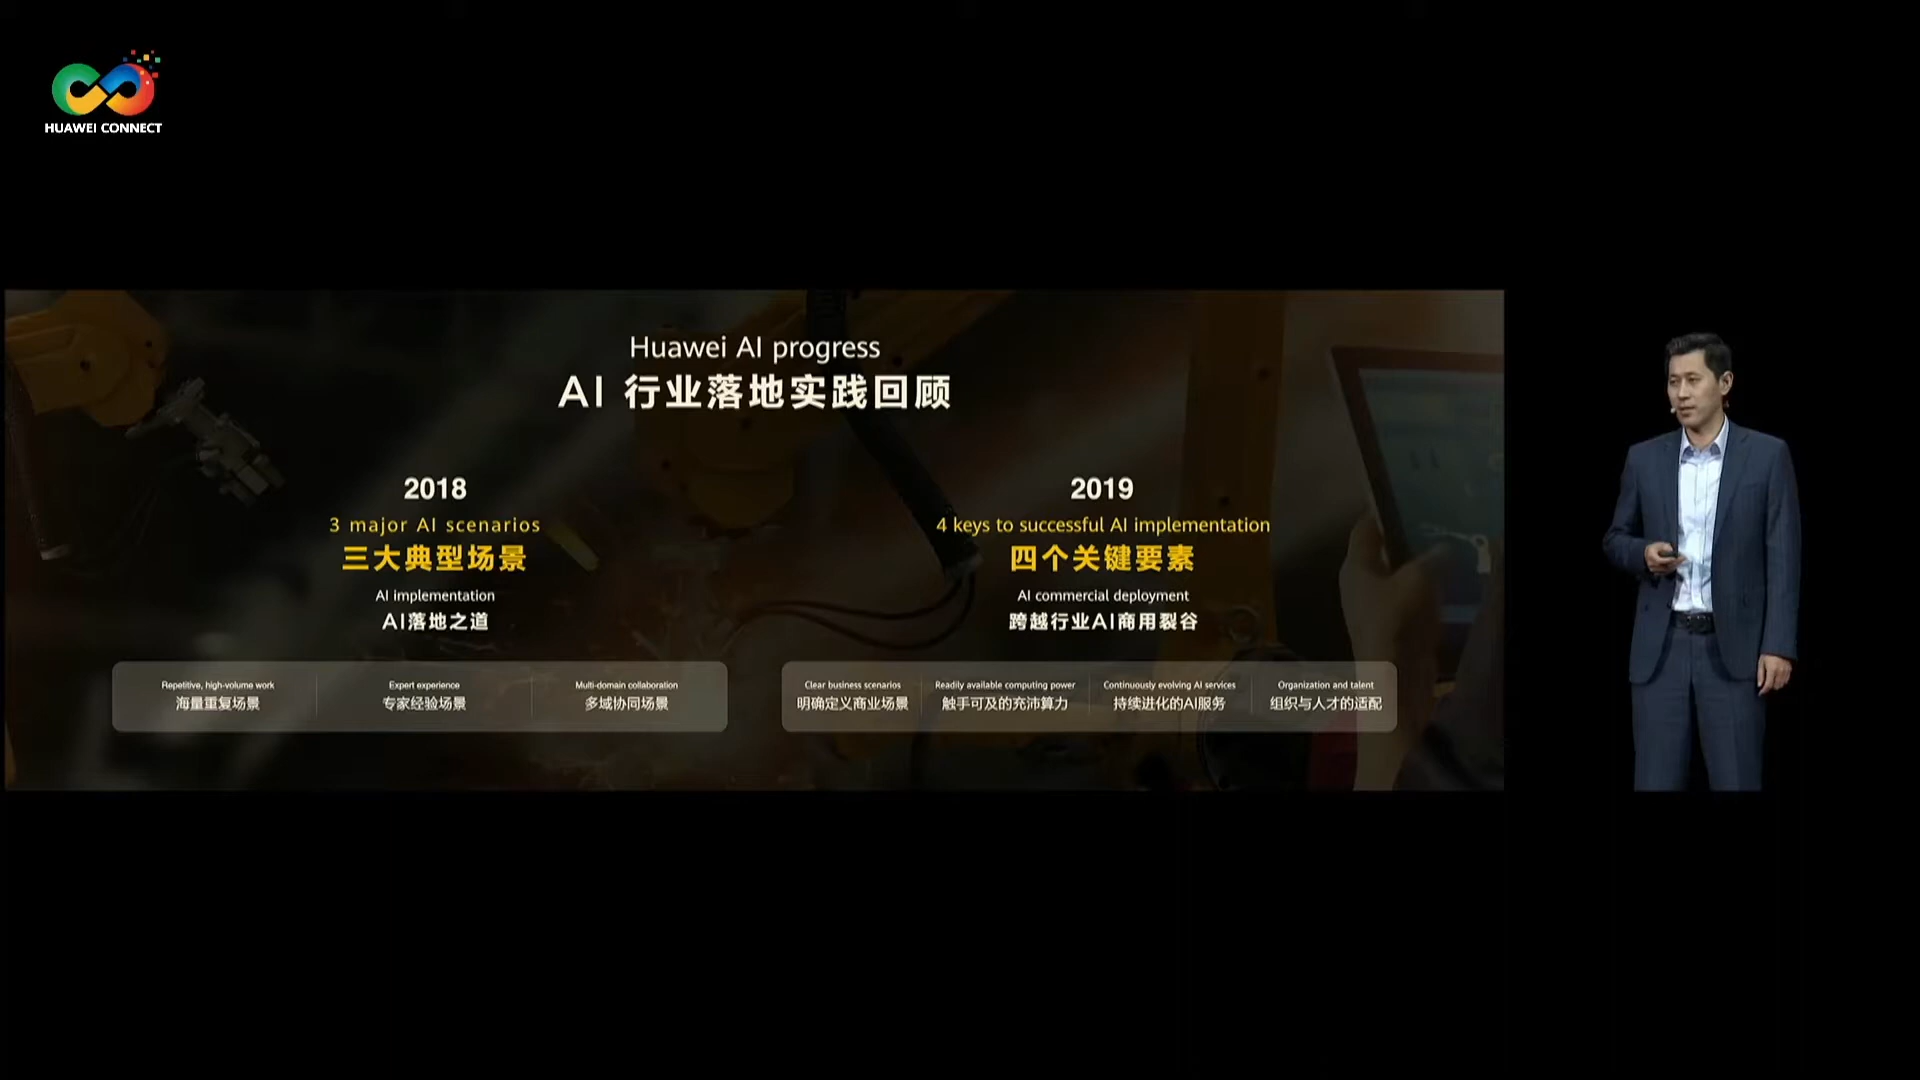 HUAWEI CONNECT
Huawei AI progress
AI 行业落地实践回顾
2018
3 major AI scenarios
三大典型场景
AI implementation
AI落地之道
Repetitive, high-volume work
海量重复场景
Expert experience
专家经验场景
Multi-domain collaboration
多域协同场景
2019
4 keys to successful AI implementation
四个关键要素
AI commercial deployment
跨越行业AI商用裂谷
Clear business scenarios
明确定义商业场景
Readily available computing power
触手可及的充沛算力
Continuously evolving AI services
持续进化的AI服务
Organization and talent
组织与人才的适配